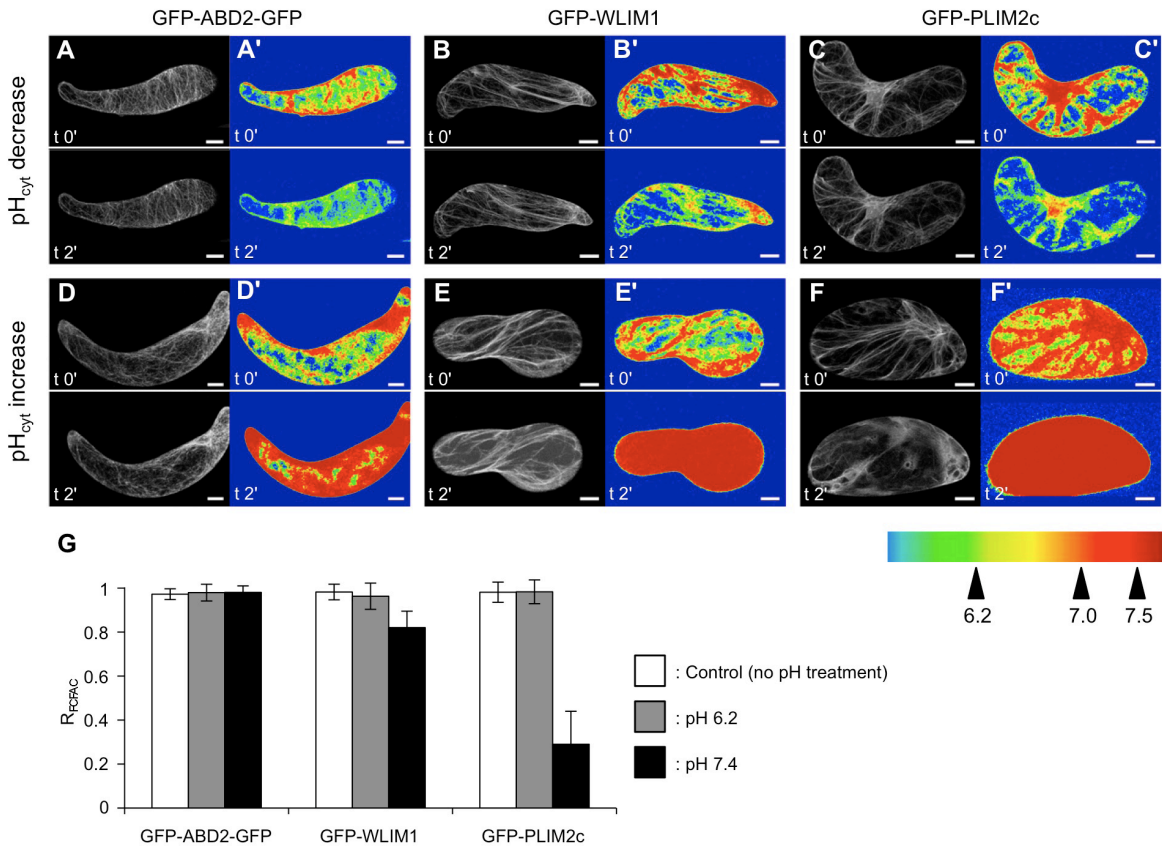 GFP-ABD2-GFP GFP-WLIM1 GFP-PLIM2c
pHcyt decrease
A A' B B' C C'
t 0' t 0' t 0' t 0' t 0' t 0'
t 2' t 2' t 2' t 2' t 2' t 2'
pHcyt increase
D D' E E' F F'
t 0' t 0' t 0' t 0' t 0' t 0'
t 2' t 2' t 2' t 2' t 2' t 2'
G
6.2 7.0 7.5
1
0.8
0.6
0.4
0.2
0
RFCFAC
: Control (no pH treatment)
: pH 6.2
: pH 7.4
GFP-ABD2-GFP GFP-WLIM1 GFP-PLIM2c